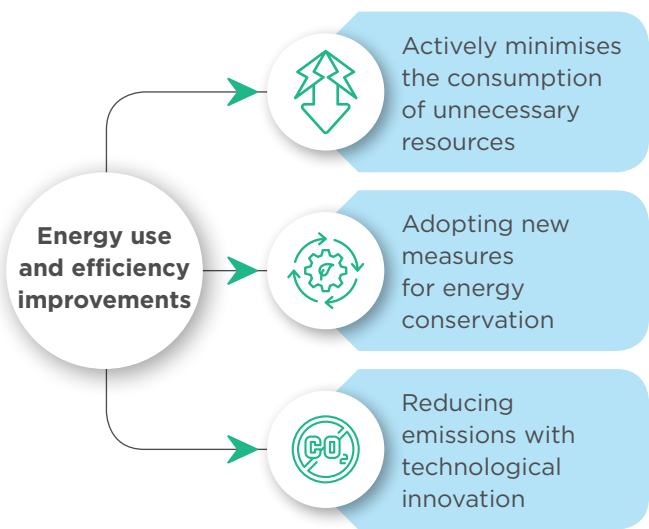 Actively minimises
the consumption
of unnecessary
resources
Energy use
and efficiency
improvements
Adopting new
measures
for energy
conservation
CO2
Reducing
emissions with
technological
innovation